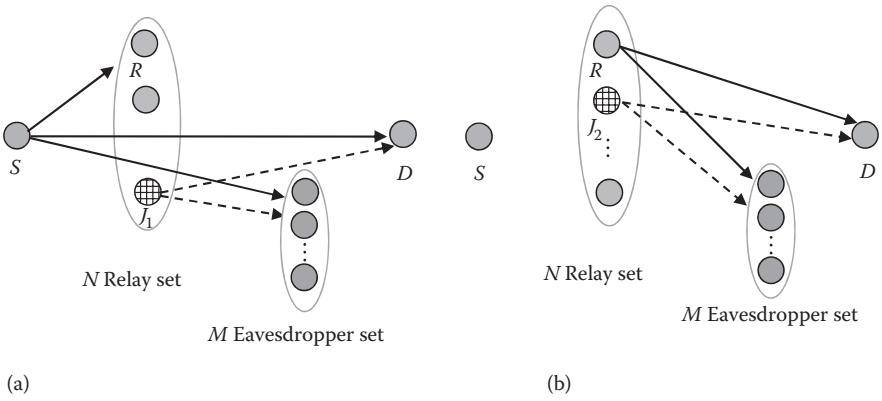 R
S
J1
D
N Relay set
M Eavesdropper set
(a)
R
J2
S
D
N Relay set
M Eavesdropper set
(b)